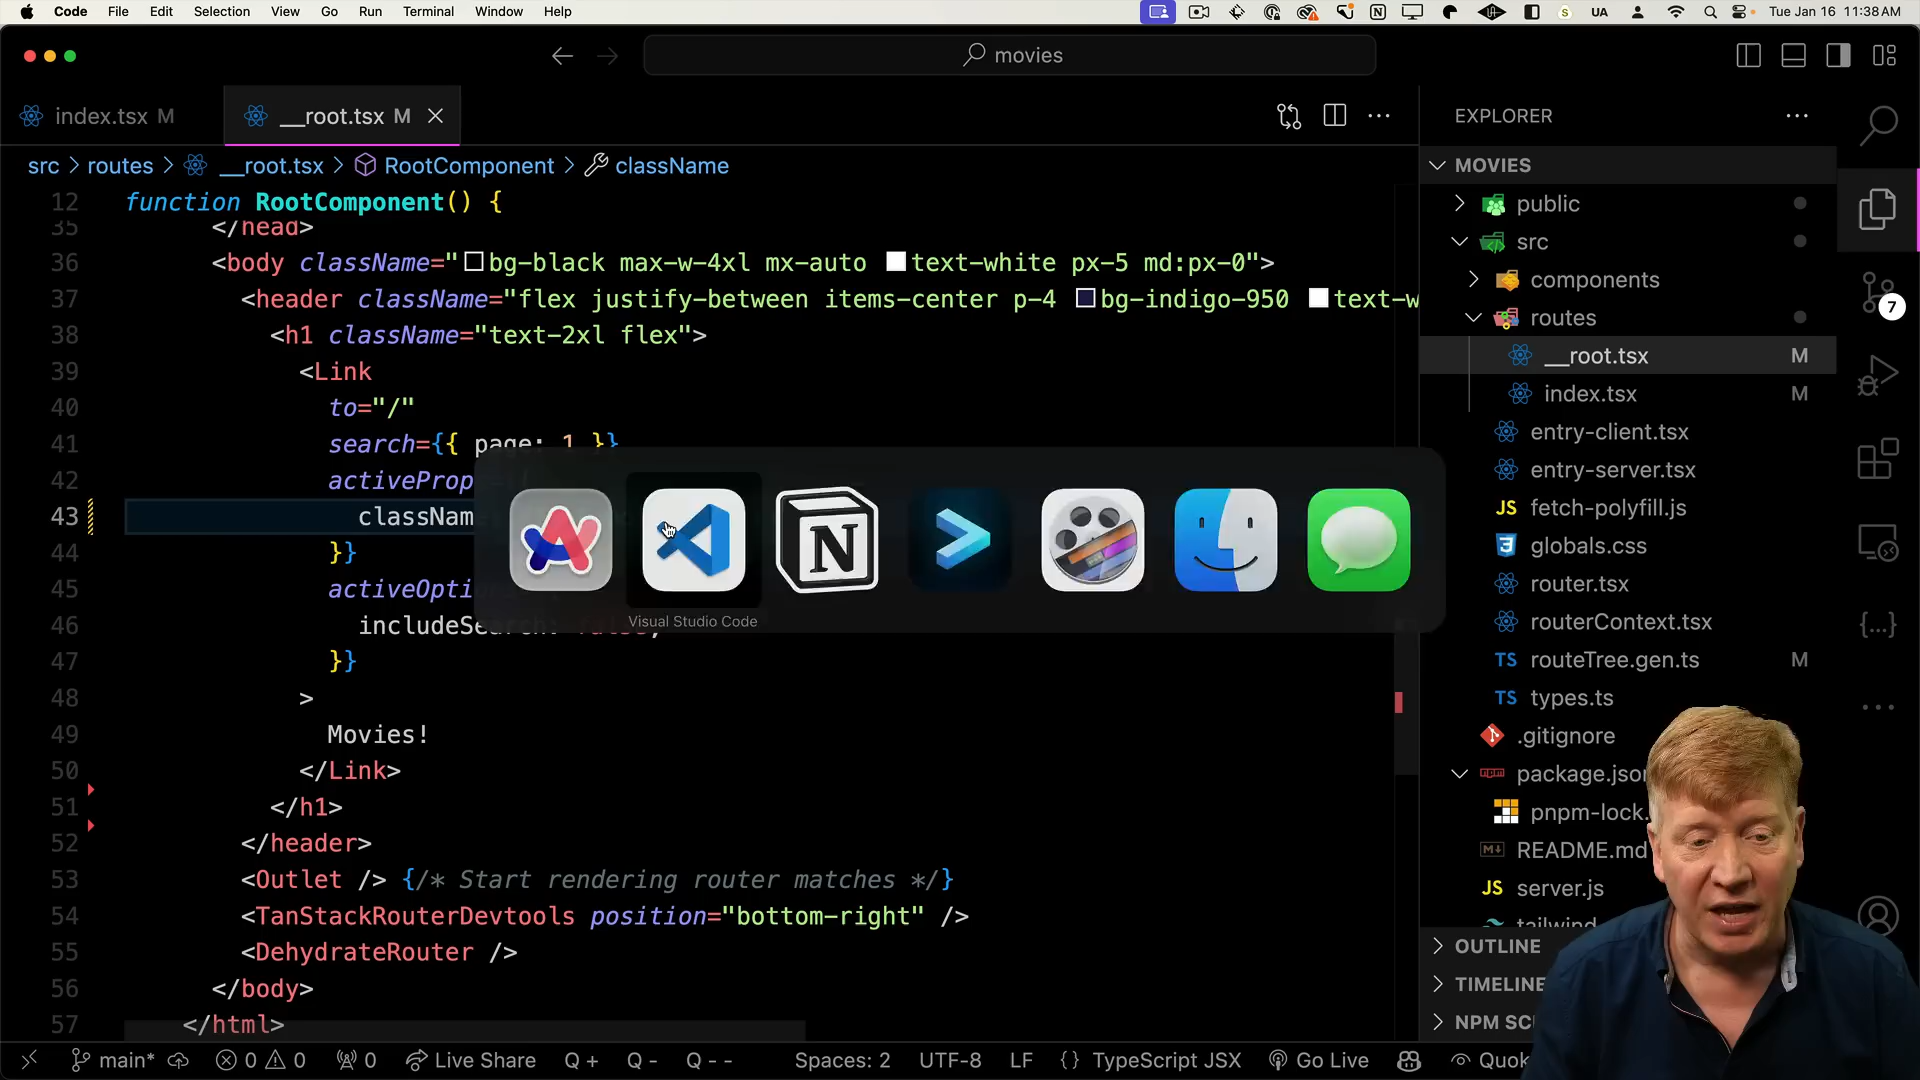 Code File Edit Selection View Go Run Terminal Window Help UA Tue Jan 16 11:38 AM
movies
index.tsx M
__root.tsx M
EXPLORER
src routes __root.tsx RootComponent className
MOVIES
12 function RootComponent() {
35 </head>
36 <body className="bg-black max-w-4xl mx-auto text-white px-5 md:px-0">
37 <header className="flex justify-between items-center p-4 bg-indigo-950 text-w
38 <h1 className="text-2xl flex">
39 <Link
40 to="/"
41 search={{ page: 1 }}
42 activeProp
43 classNam
44 }}
45 activeOpti
46 includeSearch: false,
47 }}
48 >
49 Movies!
50 </Link>
51 </h1>
52 </header>
53 <Outlet /> {/* Start rendering router matches */}
54 <TanStackRouterDevtools position="bottom-right" />
55 <DehydrateRouter />
56 </body>
57 </html>
N
Visual Studio Code
public
src
components
routes
__root.tsx M
index.tsx M
entry-client.tsx
entry-server.tsx
JS fetch-polyfill.js
globals.css
router.tsx
routerContext.tsx
TS routeTree.gen.ts M
TS types.ts
.gitignore
package.json
pnpm-lock.
README.md
JS server.js
tailwind
OUTLINE
TIMELINE
NPM SC
7
main* 0 0 0 Live Share Q + Q - Q - - Spaces: 2 UTF-8 LF {} TypeScript JSX Go Live Quok